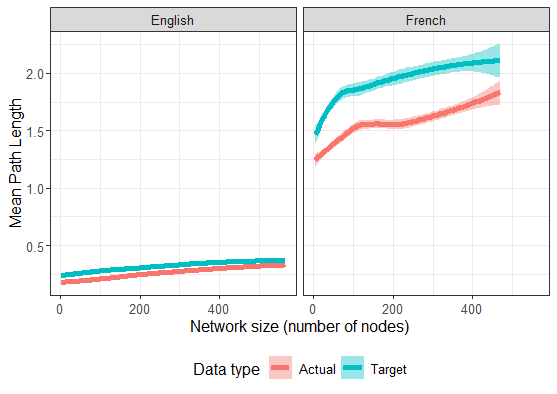 English French
2.0
1.5
1.0
0.5
Mean Path Length
0 200 400 0 200 400
Network size (number of nodes)
Data type Actual Target